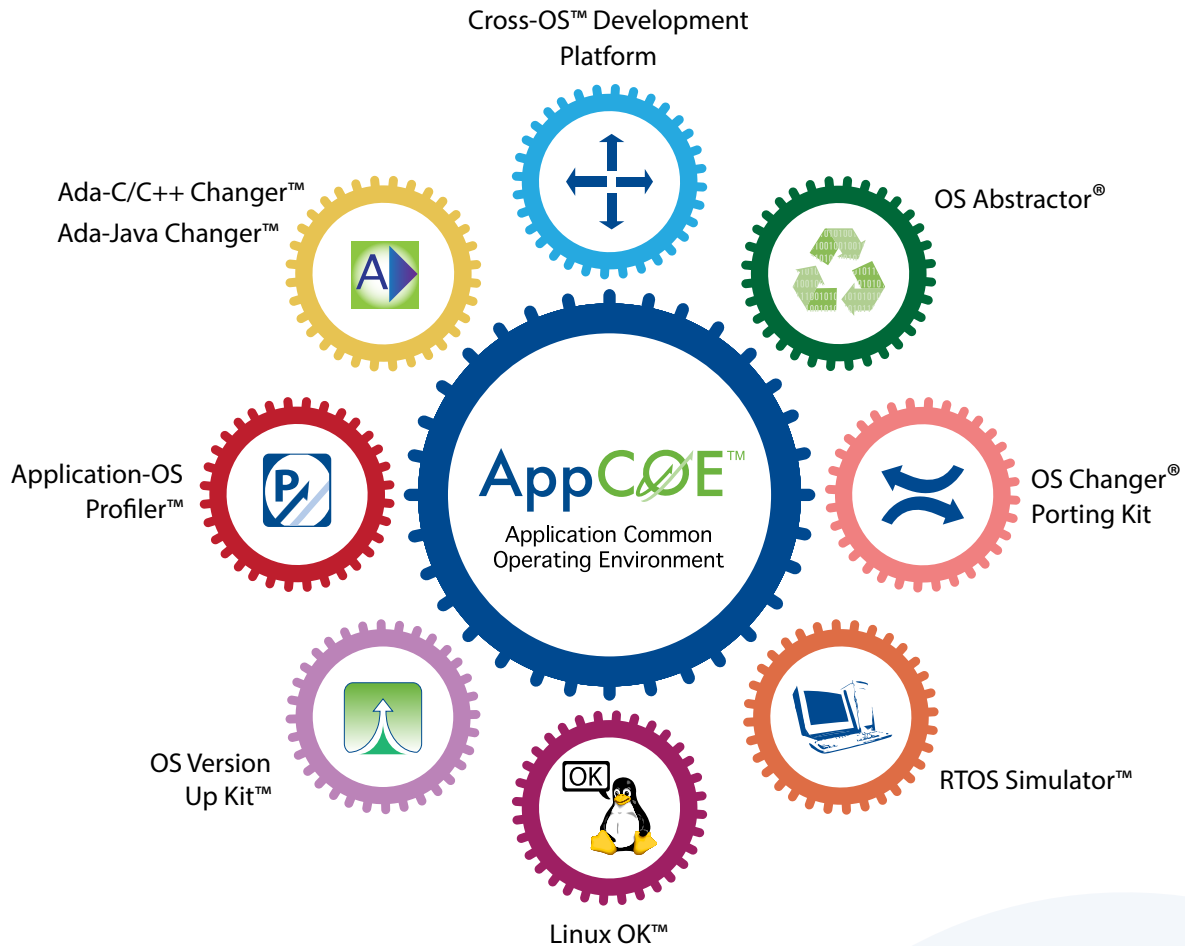 Cross-OS™ Development
Platform
Ada-C/C++ Changer™
Ada-Java Changer™
A
OS Abstractor®
Application-OS
Profiler™
P
AppCOE™
Application Common
Operating Environment
OS Changer®
Porting Kit
OS Version
Up Kit™
OK
RTOS Simulator™
Linux OK™